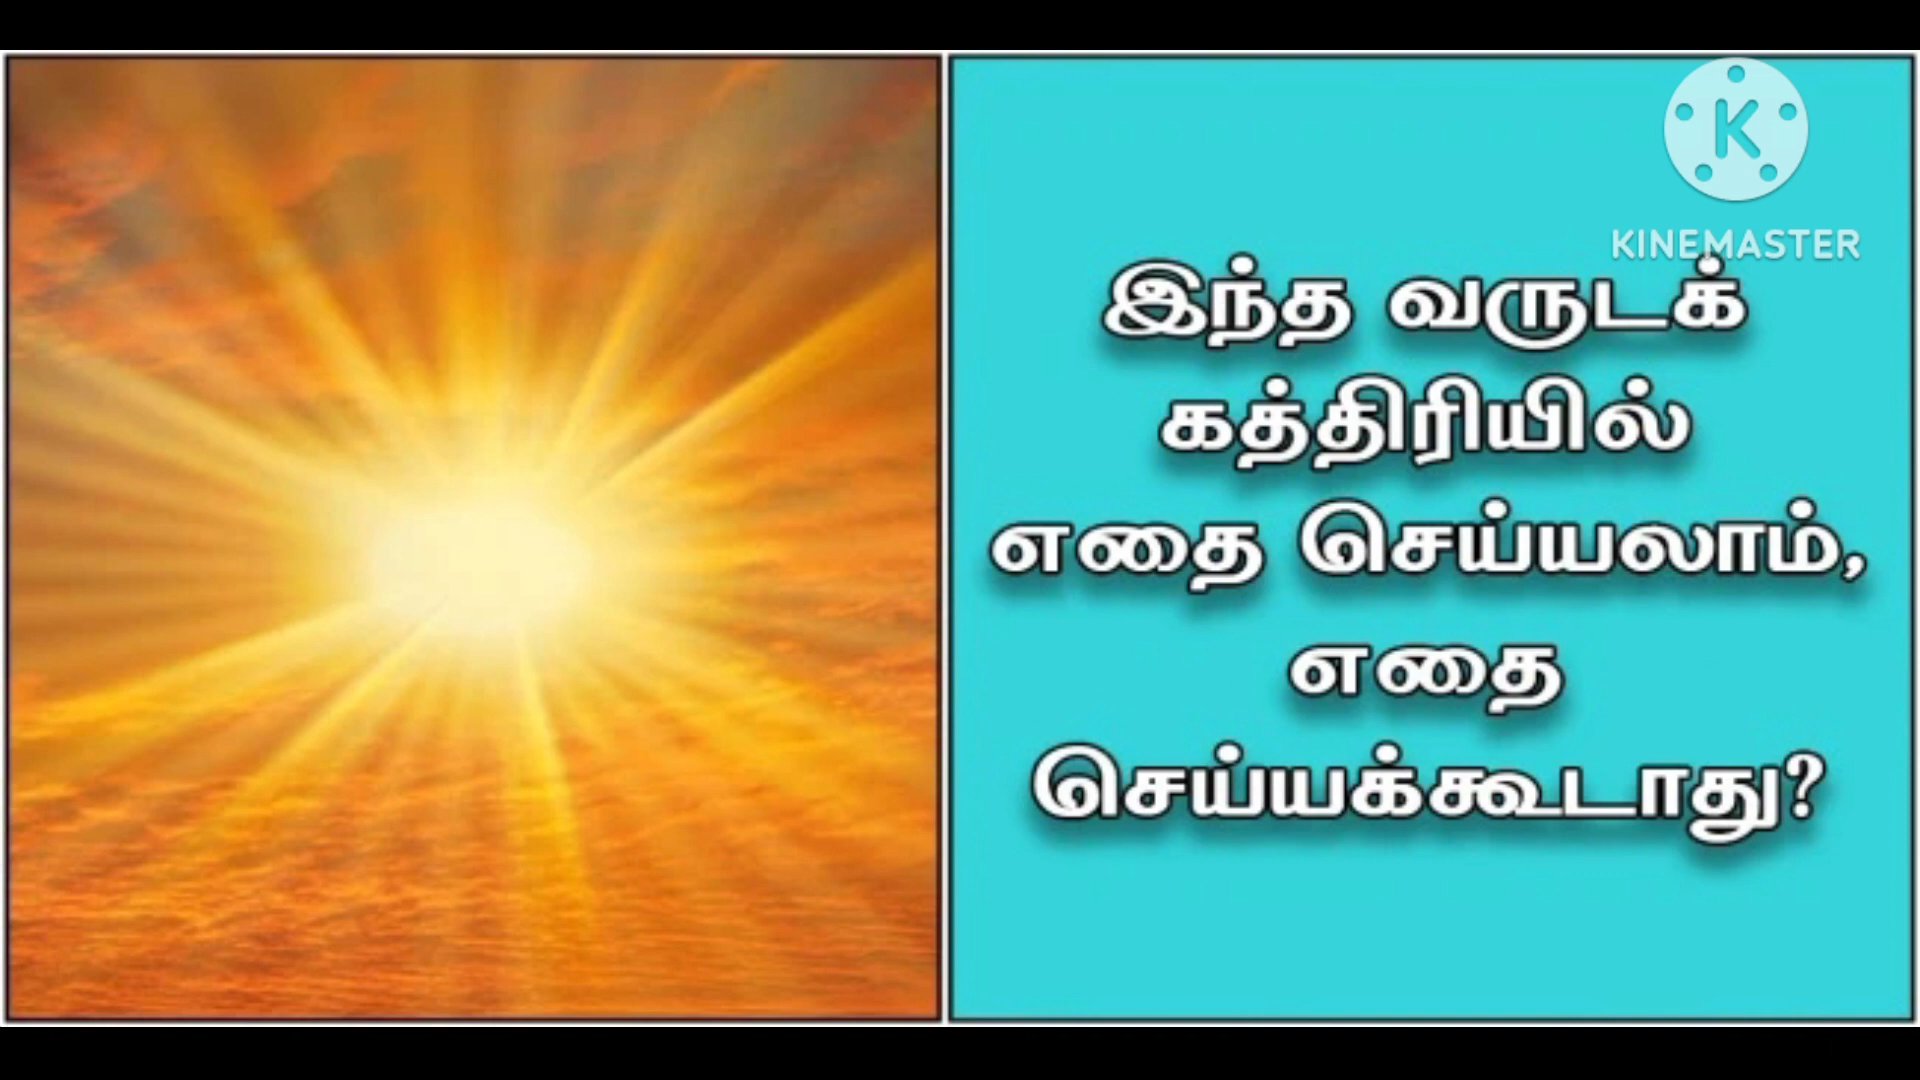 KINEMASTER
இந்த வருடக்
கத்திரியில்
எதை செய்யலாம்,
எதை
செய்யக்கூடாது?